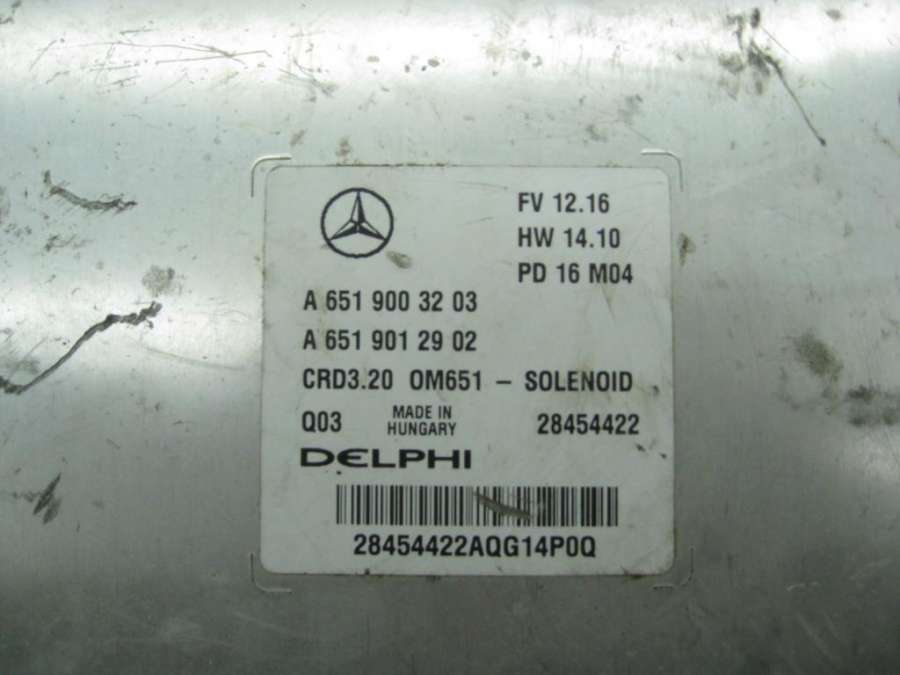 FV 12.16
HW 14.10
PD 16 M04
A 651 900 32 03
A 651 901 29 02
CRD3.20 OM651 – SOLENOID
Q03 MADE IN HUNGARY 28454422
DELPHI
28454422AQG14P0Q